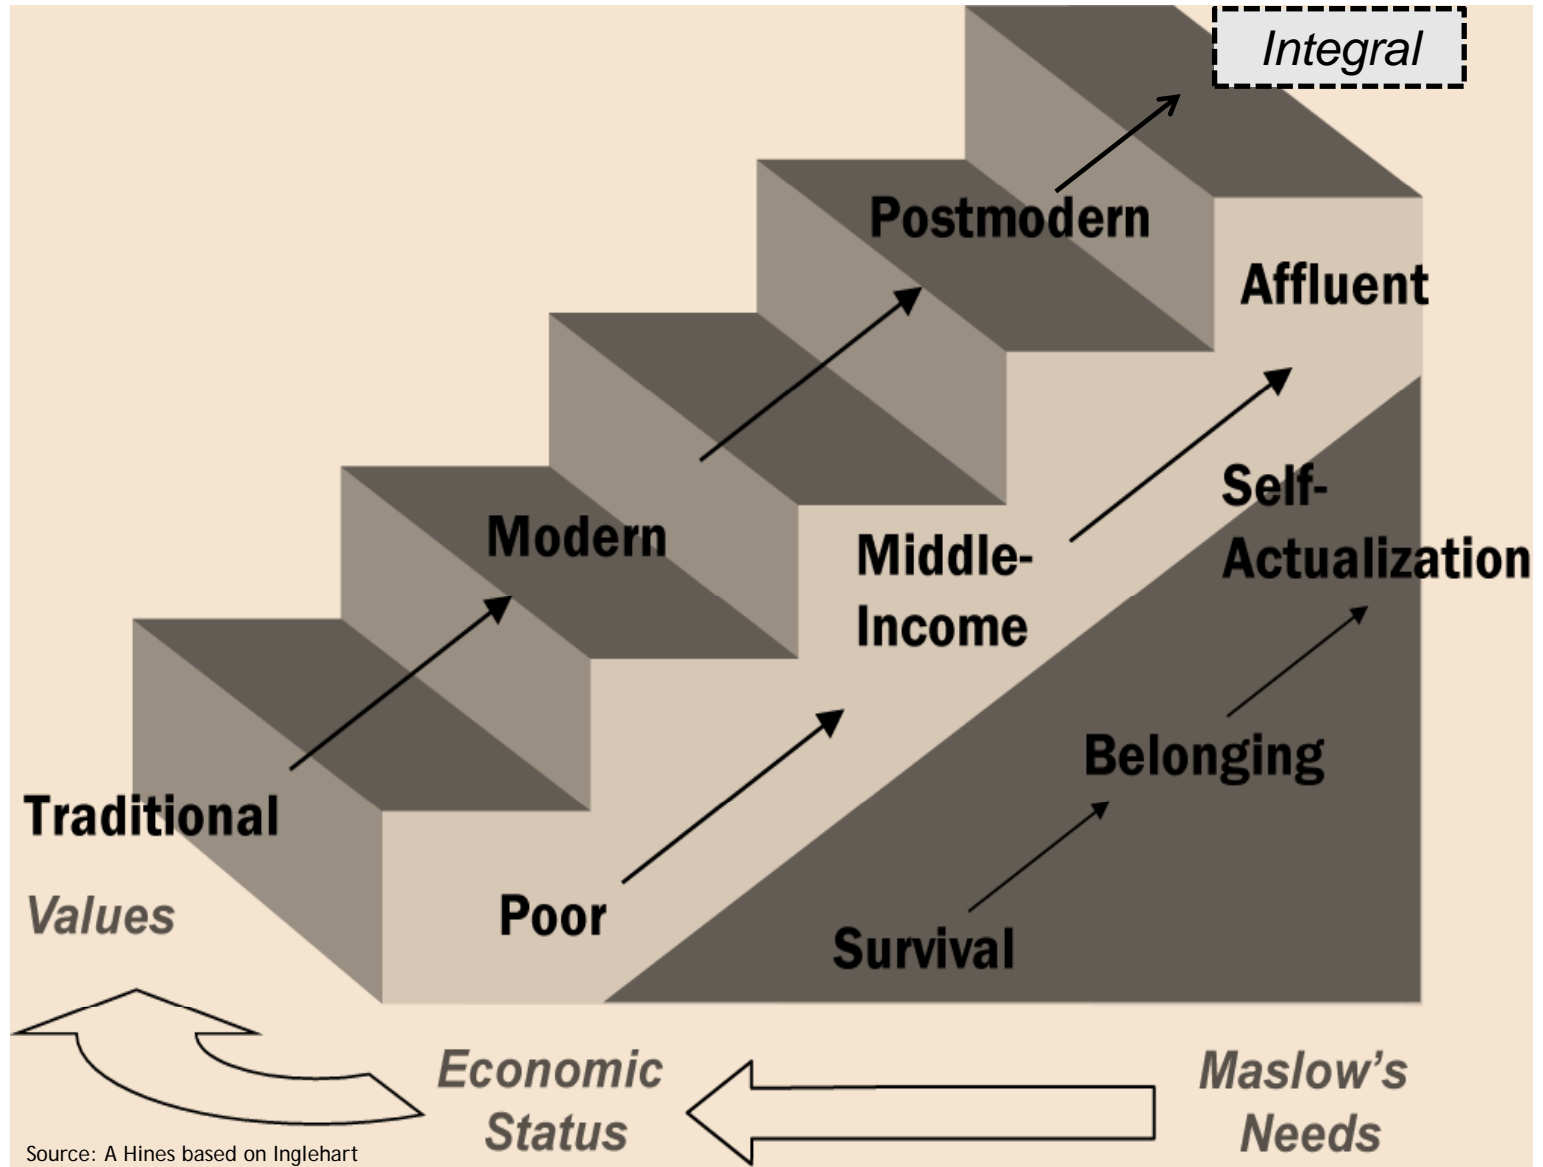 Integral
Postmodern
Affluent
Self-
Actualization
Modern
Middle-
Income
Belonging
Traditional
Values
Poor
Survival
Economic
Status
Maslow's
Needs
Source: A Hines based on Inglehart